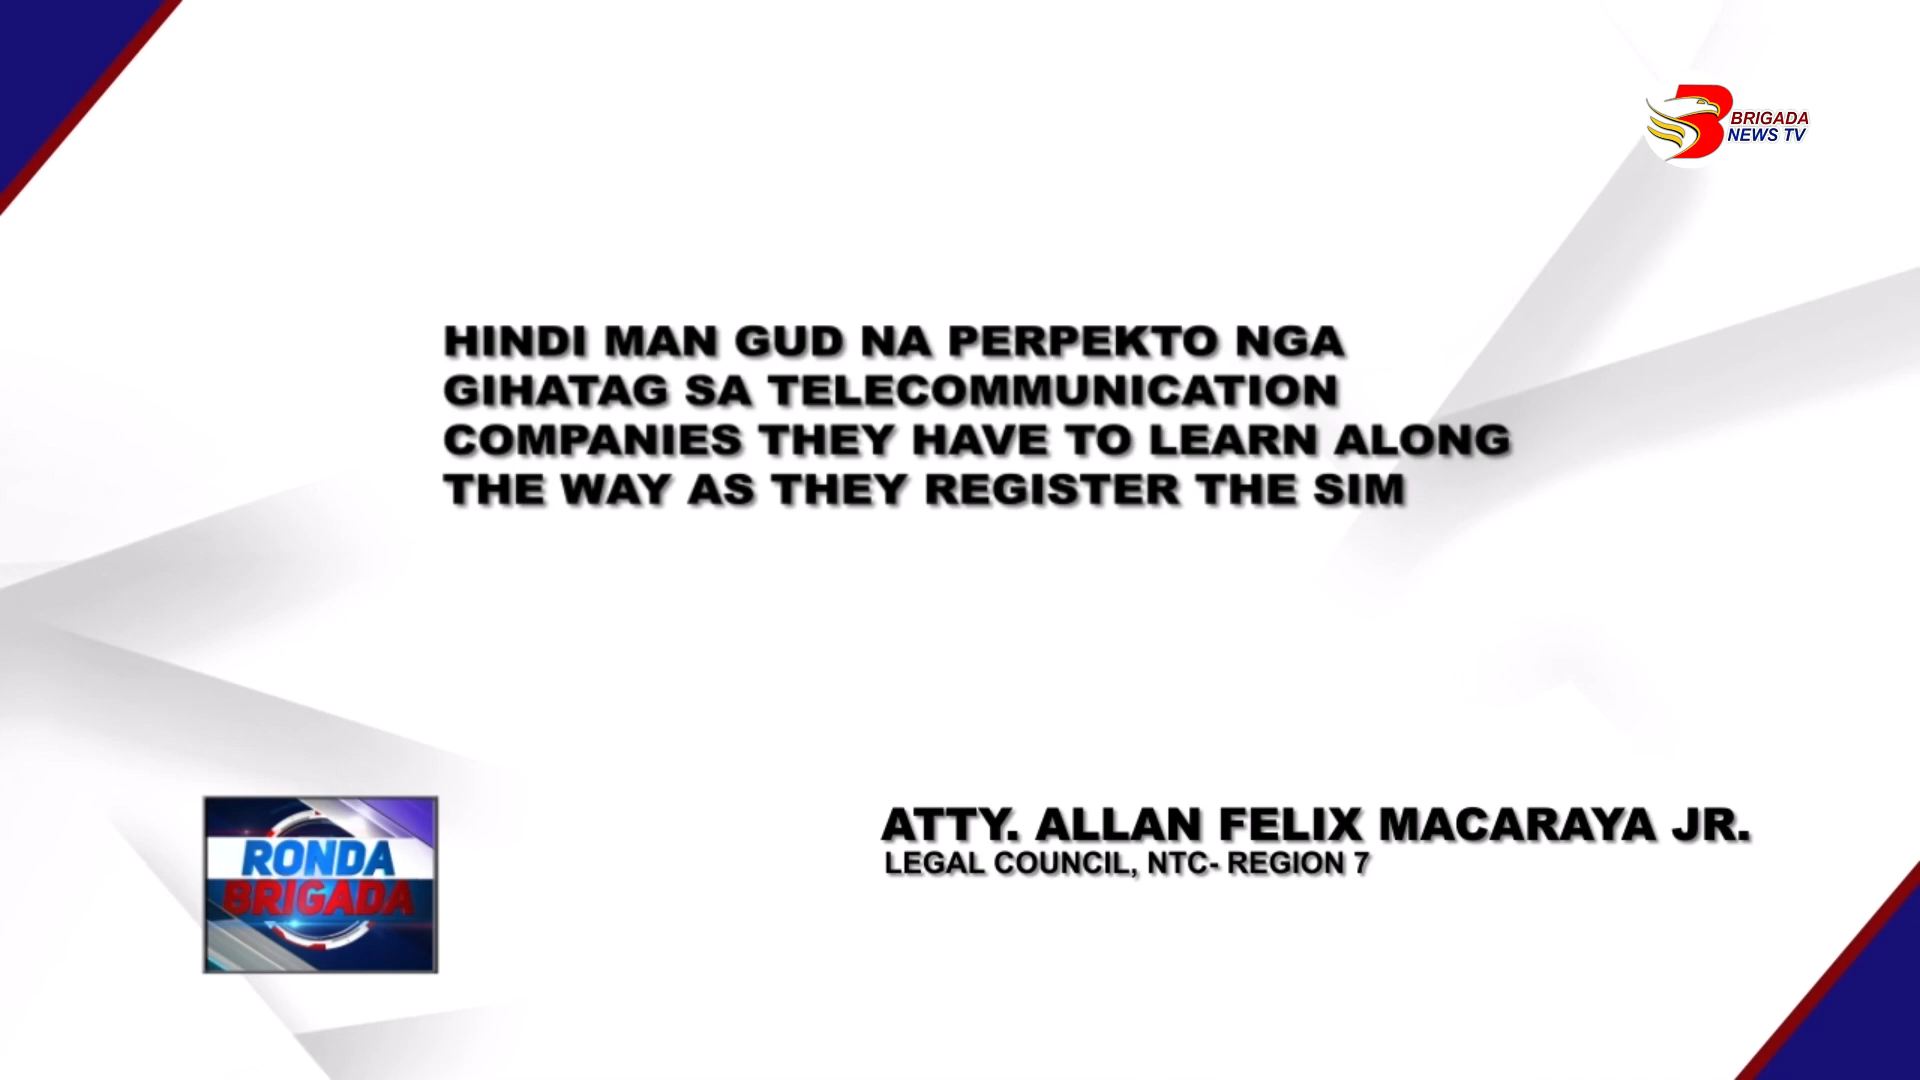 BRIGADA
NEWS TV
HINDI MAN GUD NA PERPEKTO NGA
GIHATAG SA TELECOMMUNICATION
COMPANIES THEY HAVE TO LEARN ALONG
THE WAY AS THEY REGISTER THE SIM
ATTY. ALLAN FELIX MACARAYA JR.
LEGAL COUNCIL, NTC- REGION 7
RONDA
BRIGADA